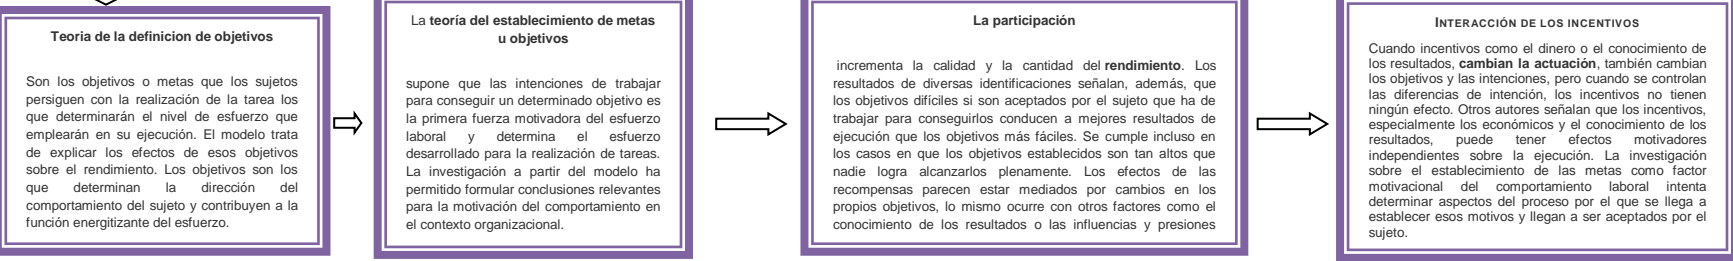 Teoria de la definicion de objetivos
Son los objetivos o metas que los sujetos
persiguen con la realización de la tarea los
que determinarán el nivel de esfuerzo que
emplearán en su ejecución. El modelo trata
de explicar los efectos de esos objetivos
sobre el rendimiento. Los objetivos son los
que determinan la dirección del
comportamiento del sujeto y contribuyen a la
función energitizante del esfuerzo.
La teoría del establecimiento de metas
u objetivos
supone que las intenciones de trabajar
para conseguir un determinado objetivo es
la primera fuerza motivadora del esfuerzo
laboral y determina el esfuerzo
desarrollado para la realización de tareas.
La investigación a partir del modelo ha
permitido formular conclusiones relevantes
para la motivación del comportamiento en
el contexto organizacional.
La participación
incrementa la calidad y la cantidad del rendimiento. Los
resultados de diversas identificaciones señalan, además, que
los objetivos difíciles si son aceptados por el sujeto que ha de
trabajar para conseguirlos conducen a mejores resultados de
ejecución que los objetivos más fáciles. Se cumple incluso en
los casos en que los objetivos establecidos son tan altos que
nadie logra alcanzarlos plenamente. Los efectos de las
recompensas parecen estar mediados por cambios en los
propios objetivos, lo mismo ocurre con otros factores como el
conocimiento de los resultados o las influencias y presiones
INTERACCIÓN DE LOS INCENTIVOS
Cuando incentivos como el dinero o el conocimiento de
los resultados, cambian la actuación, también cambian
los objetivos y las intenciones, pero cuando se controlan
las diferencias de intención, los incentivos no tienen
ningún efecto. Otros autores señalan que los incentivos,
especialmente los económicos y el conocimiento de los
resultados, puede tener efectos motivadores
independientes sobre la ejecución. La investigación
sobre el establecimiento de las metas como factor
motivacional del comportamiento laboral intenta
determinar aspectos del proceso por el que se llega a
establecer esos motivos y llegan a ser aceptados por el
sujeto.